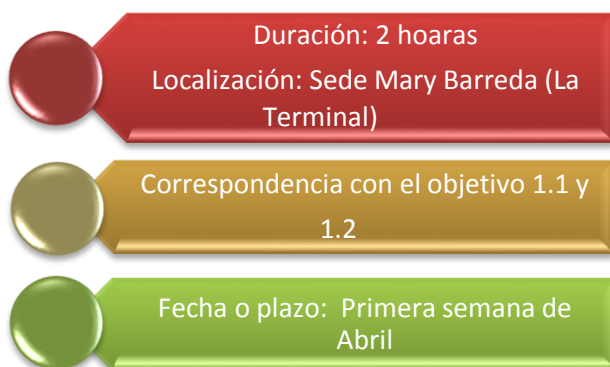 Duración: 2 hoaras
Localización: Sede Mary Barreda (La
Terminal)
Correspondencia con el objetivo 1.1 y
1.2
Fecha o plazo: Primera semana de
Abril